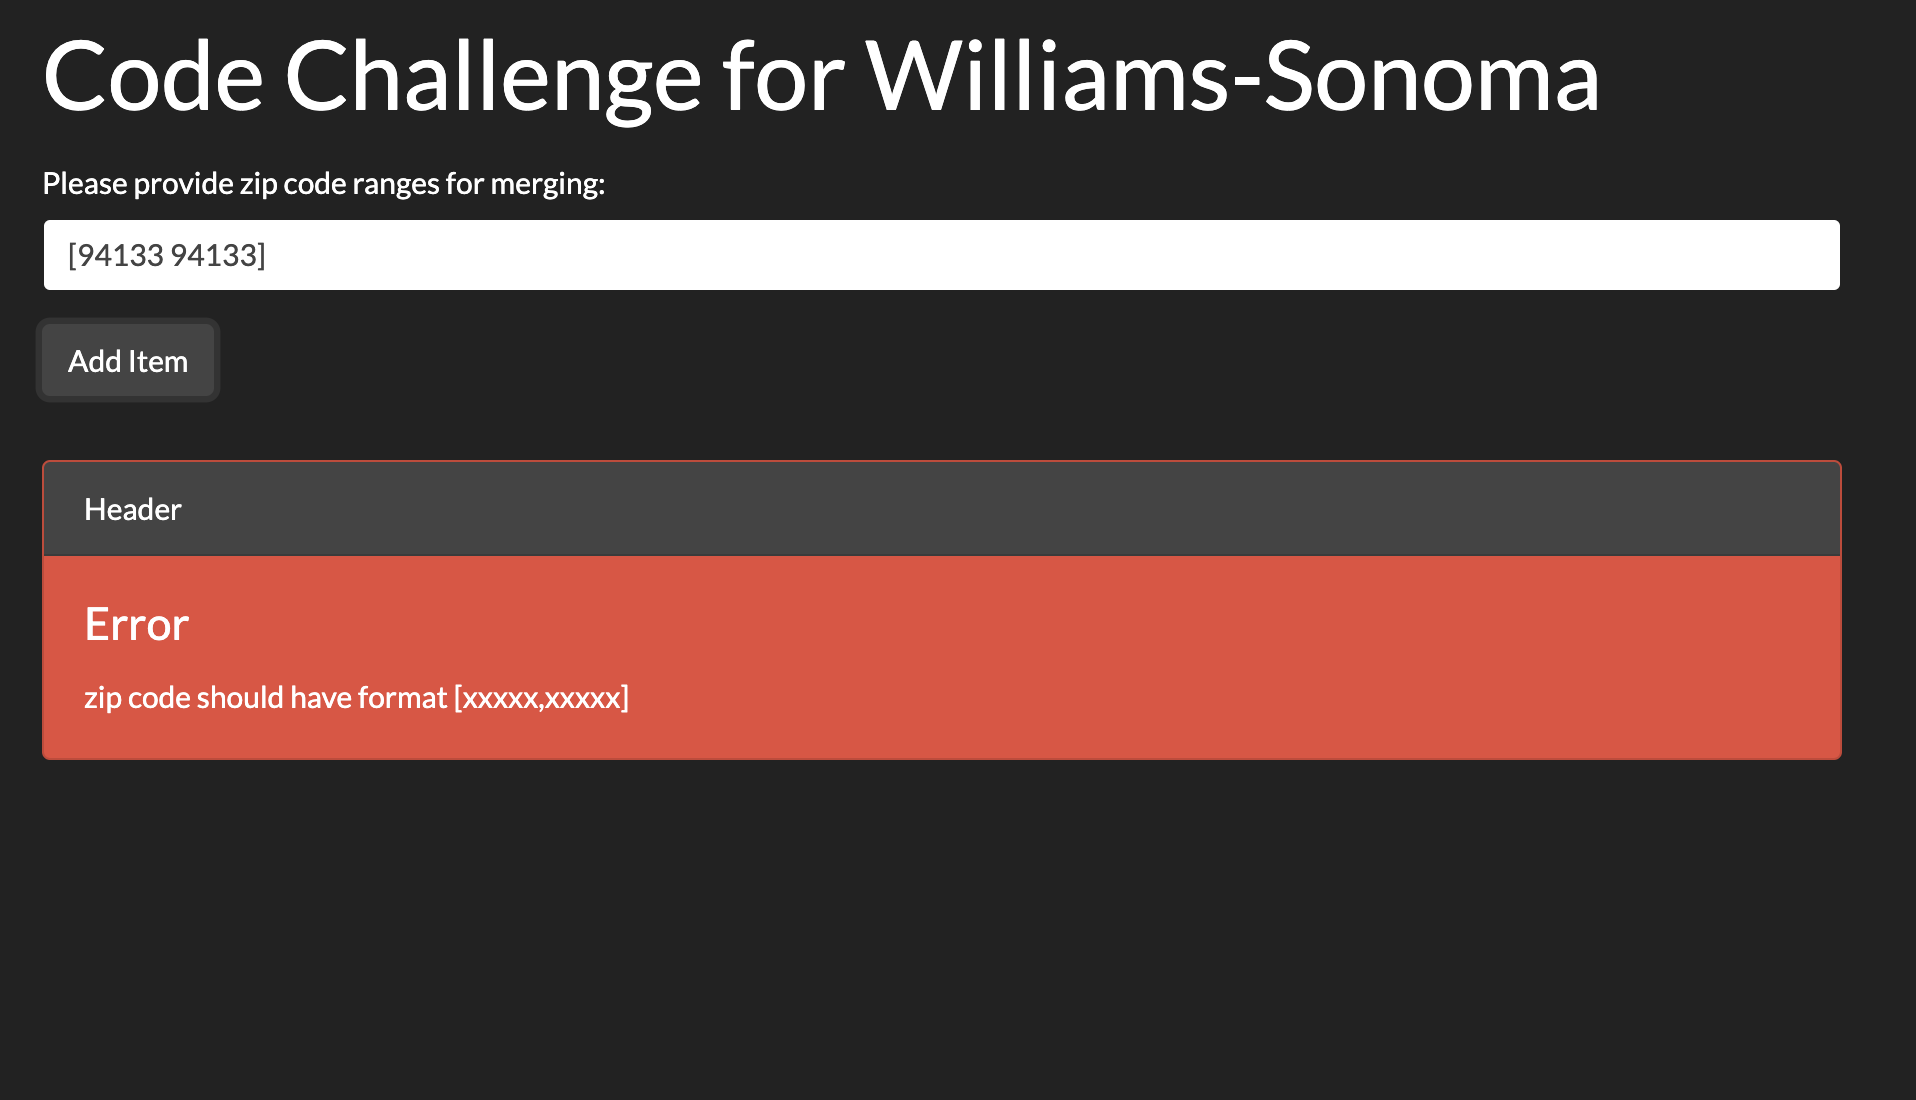 Code Challenge for Williams-Sonoma
Please provide zip code ranges for merging:
[94133 94133]
Add Item
Header
Error
zip code should have format [xxxxx,xxxxx]